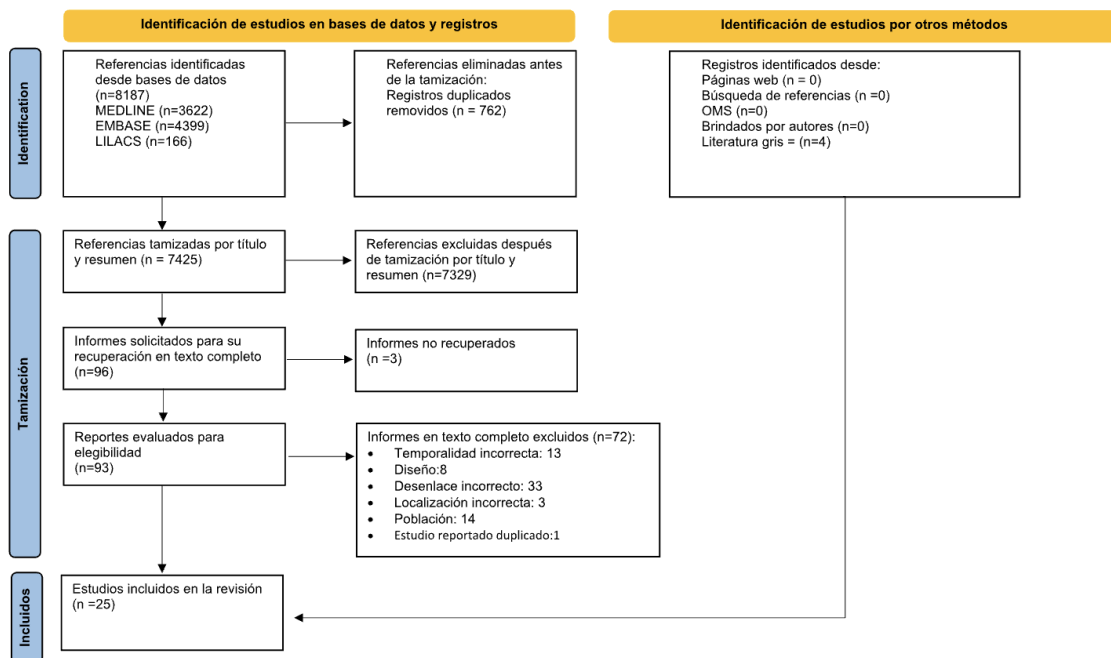 Identificación de estudios en bases de datos y registros
Identificación de estudios por otros métodos
Identification
Referencias identificadas
desde bases de datos
(n=8187)
MEDLINE (n=3622)
EMBASE (n=4399)
LILACS (n=166)
Referencias eliminadas antes
de la tamización:
Registros duplicados
removidos (n = 762)
Registros identificados desde:
Páginas web (n = 0)
Búsqueda de referencias (n =0)
OMS (n=0)
Brindados por autores (n=0)
Literatura gris = (n=4)
Tamización
Referencias tamizadas por título
y resumen (n = 7425)
Referencias excluidas después
de tamización por título y
resumen (n=7329)
Informes solicitados para su
recuperación en texto completo
(n=96)
Informes no recuperados
(n =3)
Reportes evaluados para
elegibilidad
(n=93)
Informes en texto completo excluidos (n=72):
• Temporalidad incorrecta: 13
• Diseño:8
• Desenlace incorrecto: 33
• Localización incorrecta: 3
• Población: 14
• Estudio reportado duplicado:1
Incluidos
Estudios incluidos en la revisión
(n =25)